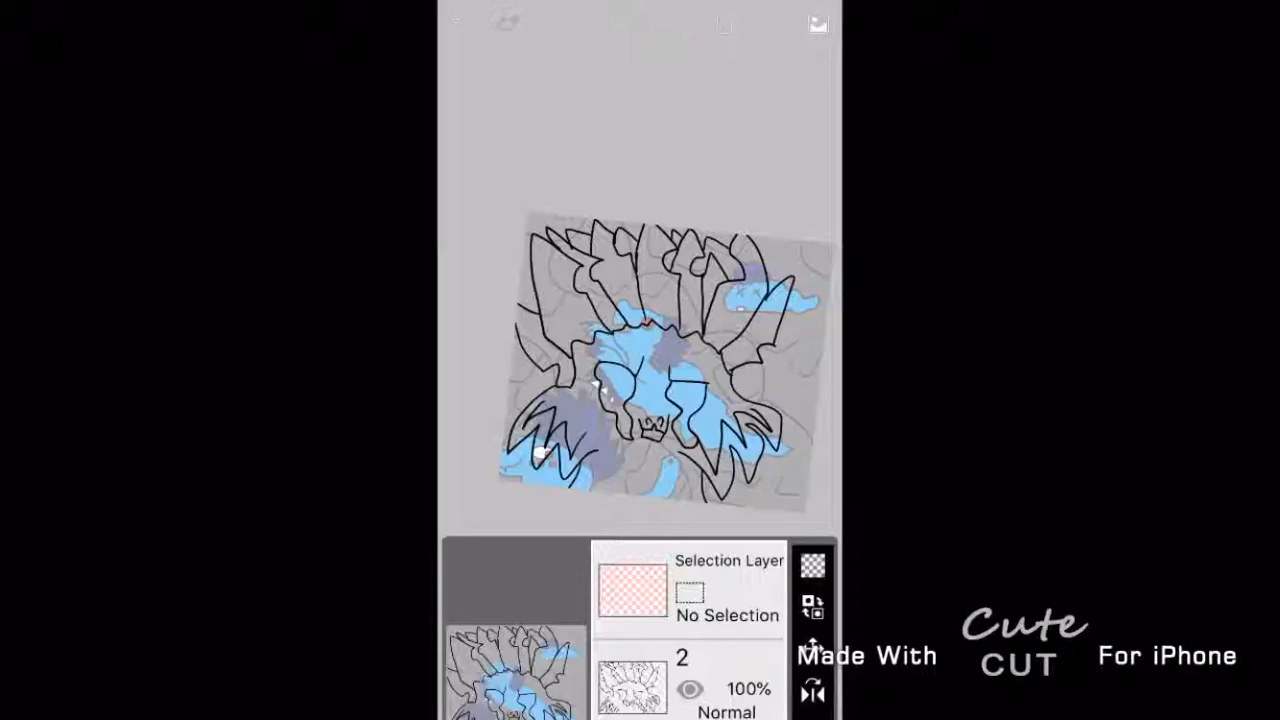 Selection Layer
No Selection
2
100%
Normal
Made With Cute CUT For iPhone